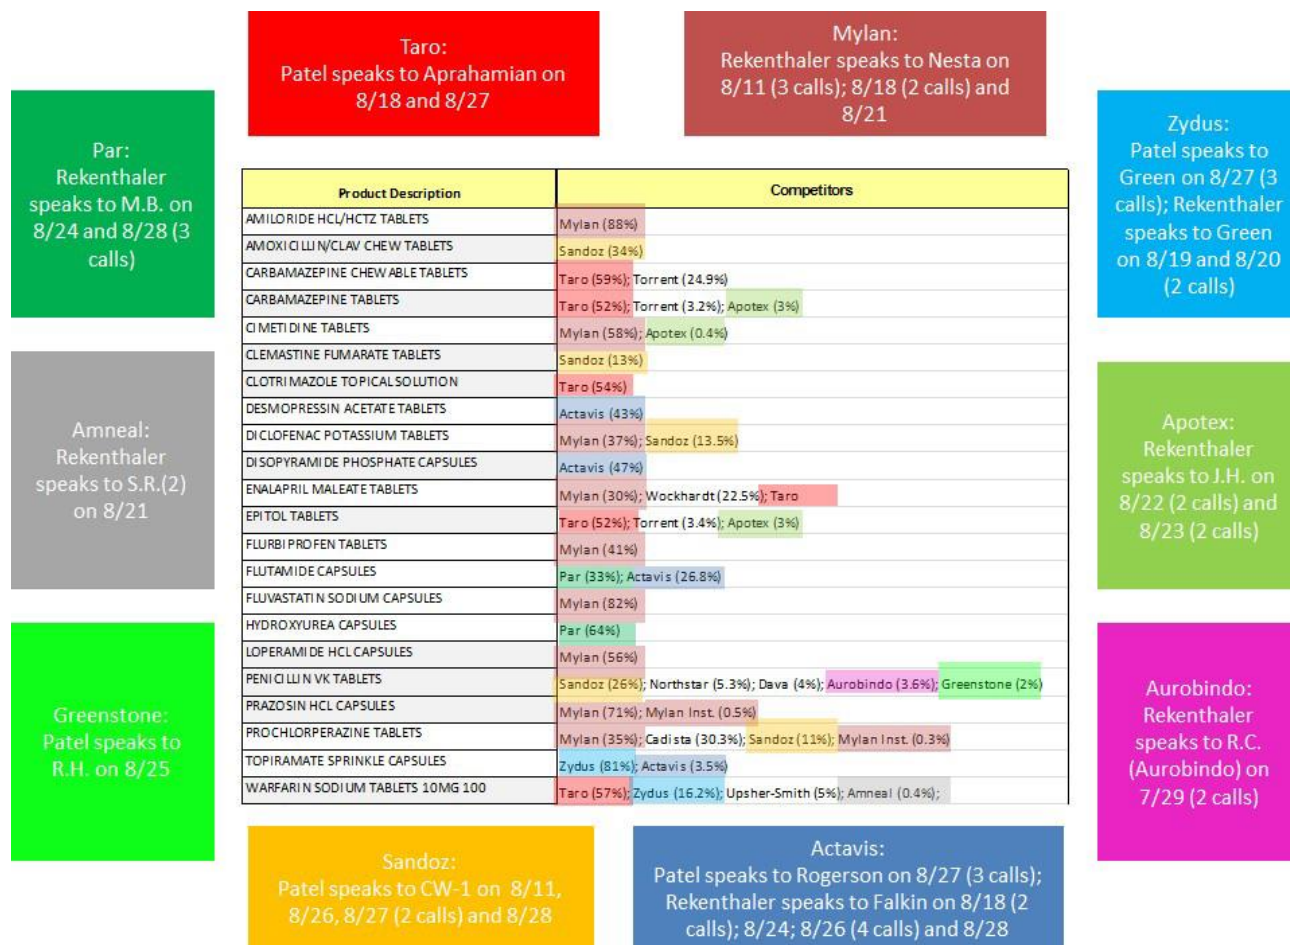 Taro:
Patel speaks to Aprahamian on
8/18 and 8/27
Mylan:
Rekenthaler speaks to Nesta on
8/11 (3 calls); 8/18 (2 calls) and
8/21
Par:
Rekenthaler
speaks to M.B. on
8/24 and 8/28 (3
calls)
Zydus:
Patel speaks to
Green on 8/27 (3
calls); Rekenthaler
speaks to Green
on 8/19 and 8/20
(2 calls)
Product Description Competitors
AMILORIDE HCL/HCTZ TABLETS Mylan (88%)
AMOXICILLIN/CLAV CHEW TABLETS Sandoz (34%)
CARBAMAZEPINE CHEWABLE TABLETS Taro (59%); Torrent (24.9%)
CARBAMAZEPINE TABLETS Taro (52%); Torrent (3.2%); Apotex (3%)
CIMETIDINE TABLETS Mylan (58%); Apotex (0.4%)
CLEMASTINE FUMARATE TABLETS Sandoz (13%)
CLOTRIMAZOLE TOPICAL SOLUTION Taro (54%)
DESMOPRESSIN ACETATE TABLETS Actavis (43%)
DICLOFENAC POTASSIUM TABLETS Mylan (37%); Sandoz (13.5%)
DISOPYRAMIDE PHOSPHATE CAPSULES Actavis (47%)
ENALAPRIL MALEATE TABLETS Mylan (30%); Wockhardt (22.5%); Taro
EPITOL TABLETS Taro (52%); Torrent (3.4%); Apotex (3%)
FLURBIPROFEN TABLETS Mylan (41%)
FLUTAMIDE CAPSULES Par (33%); Actavis (26.8%)
FLUVASTATIN SODIUM CAPSULES Mylan (82%)
HYDROXYUREA CAPSULES Par (64%)
LOPERAMIDE HCL CAPSULES Mylan (56%)
PENICILLIN VK TABLETS Sandoz (26%); Northstar (5.3%); Dava (4%); Aurobindo (3.6%); Greenstone (2%)
PRAZOSIN HCL CAPSULES Mylan (71%); Mylan Inst. (0.5%)
PROCHLORPERAZINE TABLETS Mylan (35%); Cadista (30.3%); Sandoz (11%); Mylan Inst. (0.3%)
TOPIRAMATE SPRINKLE CAPSULES Zydus (81%); Actavis (3.5%)
WARFARIN SODIUM TABLETS 10MG 100 Taro (57%); Zydus (16.2%); Upsher-Smith (5%); Amneal (0.4%);
Amneal:
Rekenthaler
speaks to S.R.(2)
on 8/21
Apotex:
Rekenthaler
speaks to J.H. on
8/22 (2 calls) and
8/23 (2 calls)
Greenstone:
Patel speaks to
R.H. on 8/25
Aurobindo:
Rekenthaler
speaks to R.C.
(Aurobindo) on
7/29 (2 calls)
Sandoz:
Patel speaks to CW-1 on 8/11,
8/26, 8/27 (2 calls) and 8/28
Actavis:
Patel speaks to Rogerson on 8/27 (3 calls);
Rekenthaler speaks to Falkin on 8/18 (2
calls); 8/24; 8/26 (4 calls) and 8/28